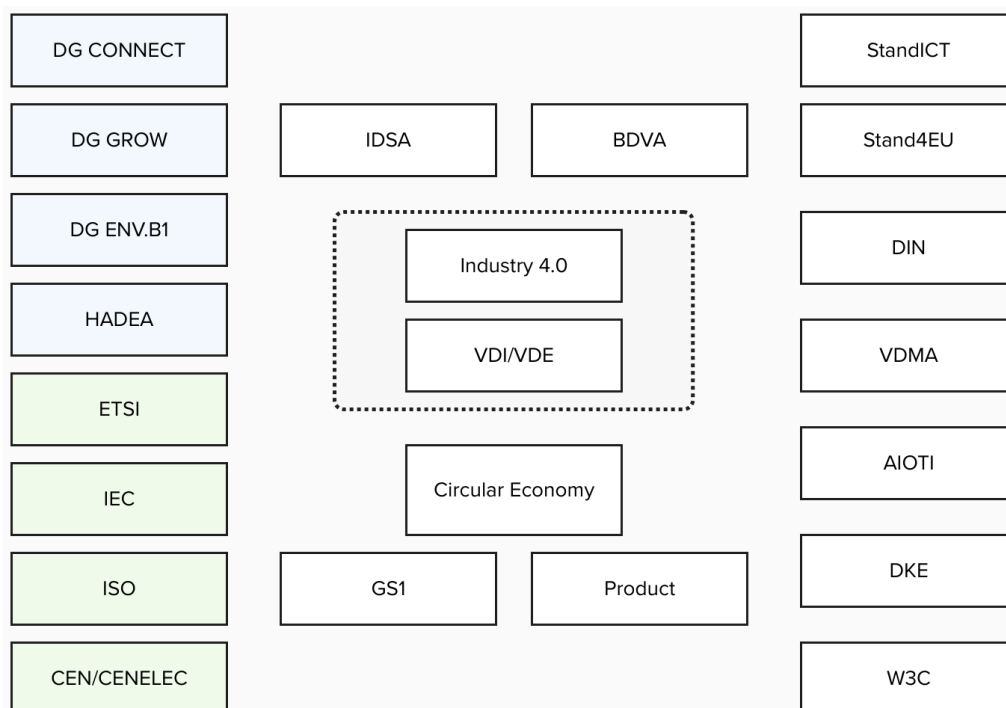 DG CONNECT
DG GROW
DG ENV.B1
HADEA
ETSI
IEC
ISO
CEN/CENELEC
IDSA
BDVA
Industry 4.0
VDI/VDE
Circular Economy
GS1
Product
StandICT
Stand4EU
DIN
VDMA
AIOTI
DKE
W3C